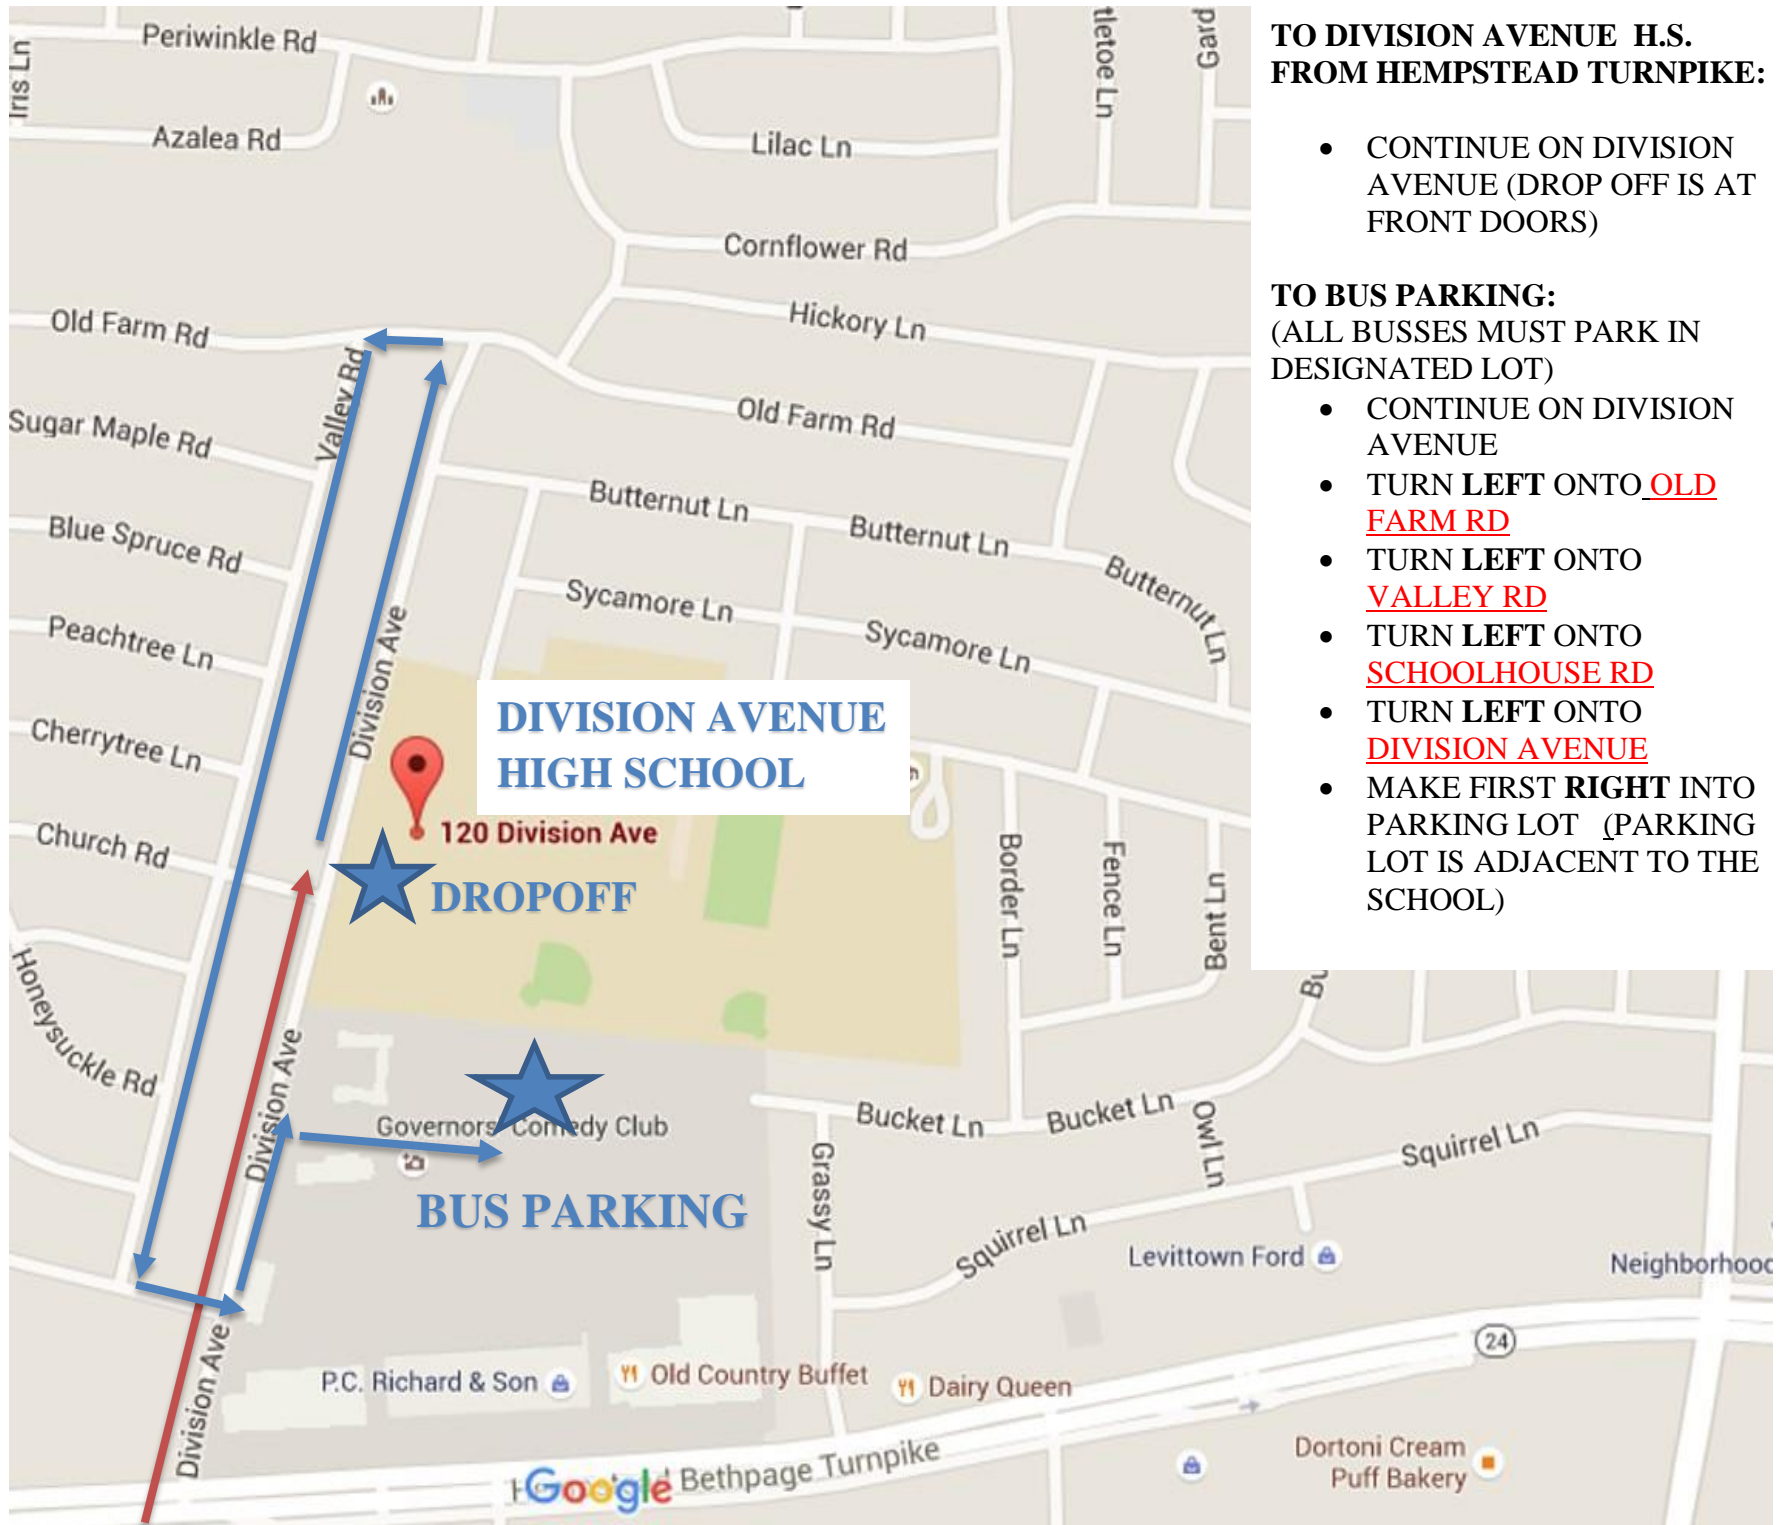 Periwinkle Rd
Iris Ln
Azalea Rd
Lilac Ln
tletoe Ln
Gard
Cornflower Rd
Old Farm Rd
Hickory Ln
Valley Rd
Sugar Maple Rd
Old Farm Rd
Butternut Ln
Butternut Ln
Butternut Ln
Blue Spruce Rd
Sycamore Ln
Sycamore Ln
Peachtree Ln
Division Ave
DIVISION AVENUE
HIGH SCHOOL
Cherrytree Ln
120 Division Ave
Church Rd
DROPOFF
Border Ln
Fence Ln
Bent Ln
Bu
Honeysuckle Rd
Division Ave
Governors' Comedy Club
Bucket Ln
Bucket Ln
Owl Ln
Squirrel Ln
BUS PARKING
Grassy Ln
Squirrel Ln
Levittown Ford
Neighborhood
Division Ave
P.C. Richard & Son
Old Country Buffet
Dairy Queen
24
Google
Bethpage Turnpike
Dortoni Cream
Puff Bakery
TO DIVISION AVENUE H.S.
FROM HEMPSTEAD TURNPIKE:
• CONTINUE ON DIVISION
AVENUE (DROP OFF IS AT
FRONT DOORS)
TO BUS PARKING:
(ALL BUSSES MUST PARK IN
DESIGNATED LOT)
• CONTINUE ON DIVISION
AVENUE
• TURN LEFT ONTO OLD
FARM RD
• TURN LEFT ONTO
VALLEY RD
• TURN LEFT ONTO
SCHOOLHOUSE RD
• TURN LEFT ONTO
DIVISION AVENUE
• MAKE FIRST RIGHT INTO
PARKING LOT (PARKING
LOT IS ADJACENT TO THE
SCHOOL)